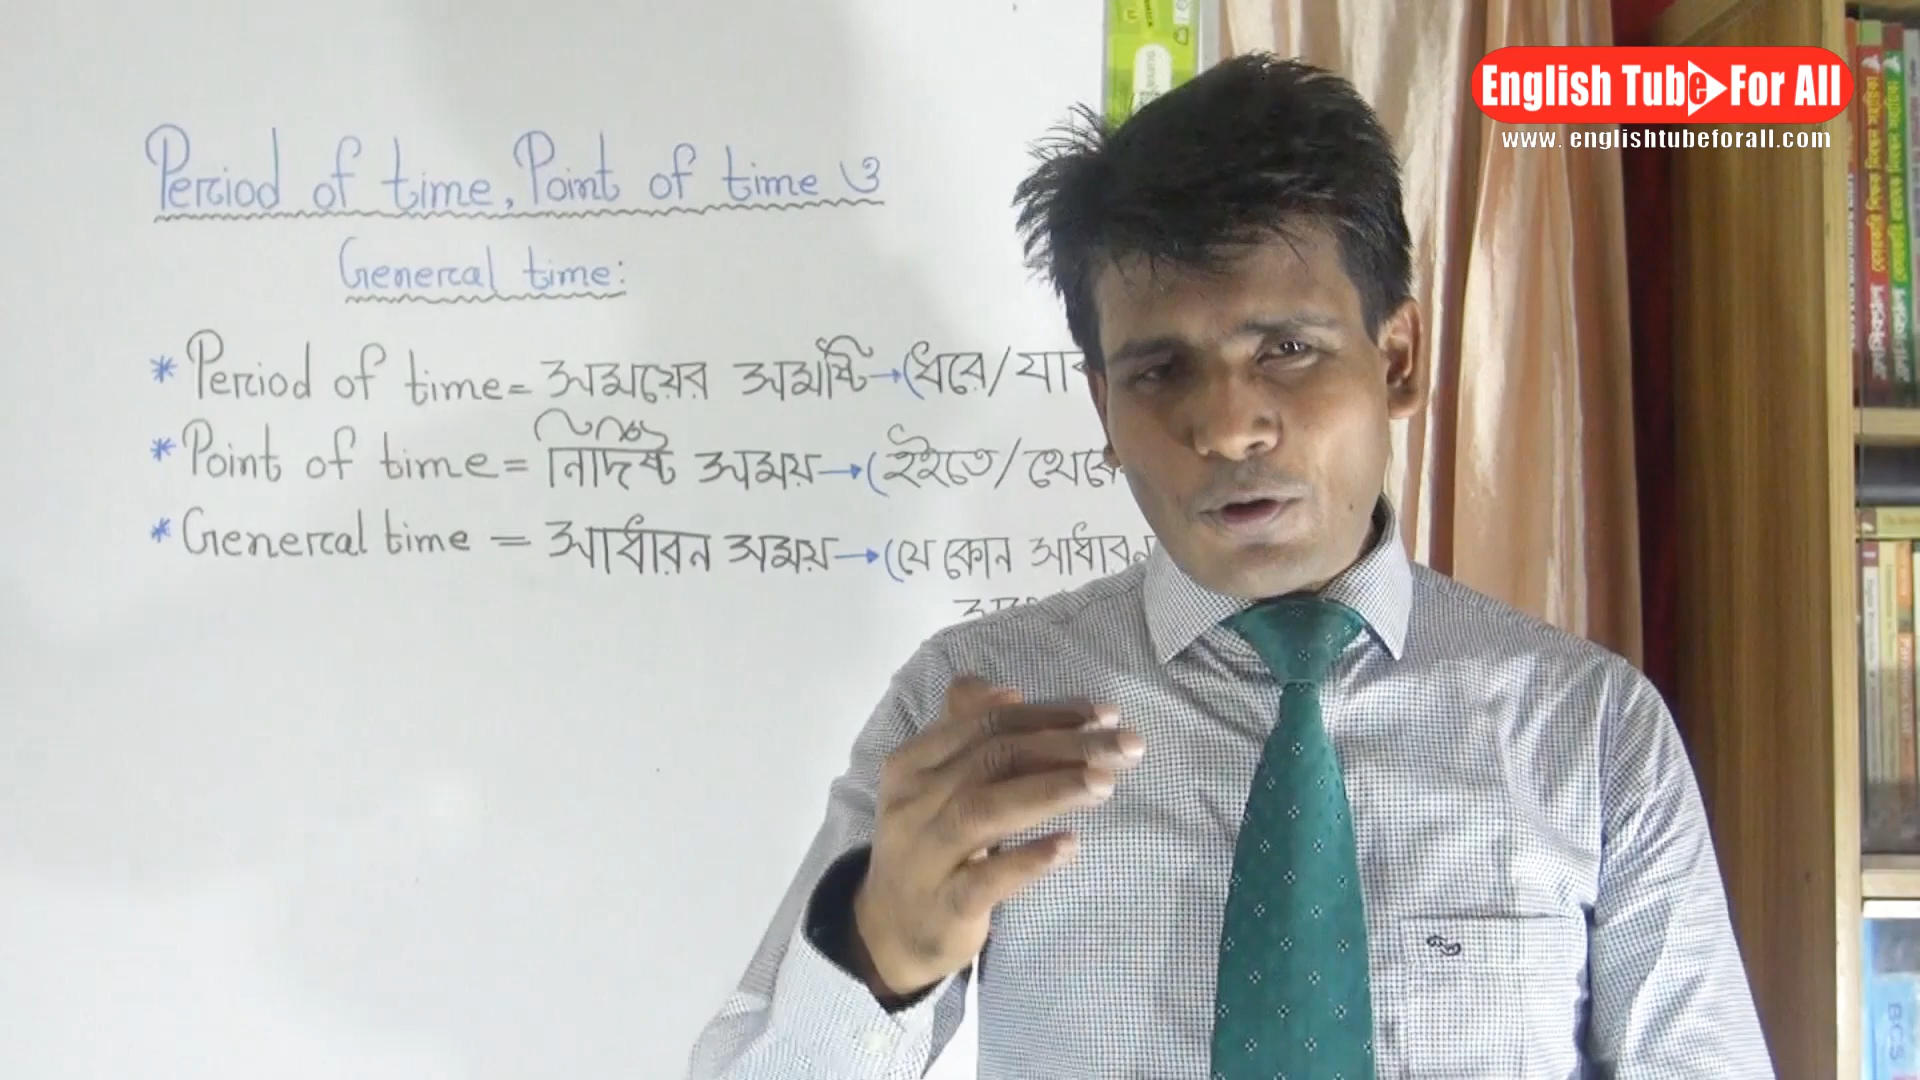 English Tube For All
www.englishtubeforall.com
Period of time, Point of time ও
General time:
* Period of time = সময়ের সমষ্টি → (ধরে/যাব
* Point of time = নির্দিষ্ট সময় → (হইতে/থেকে
* General time = সাধারন সময় → (যে কোন সাধারন
BCS